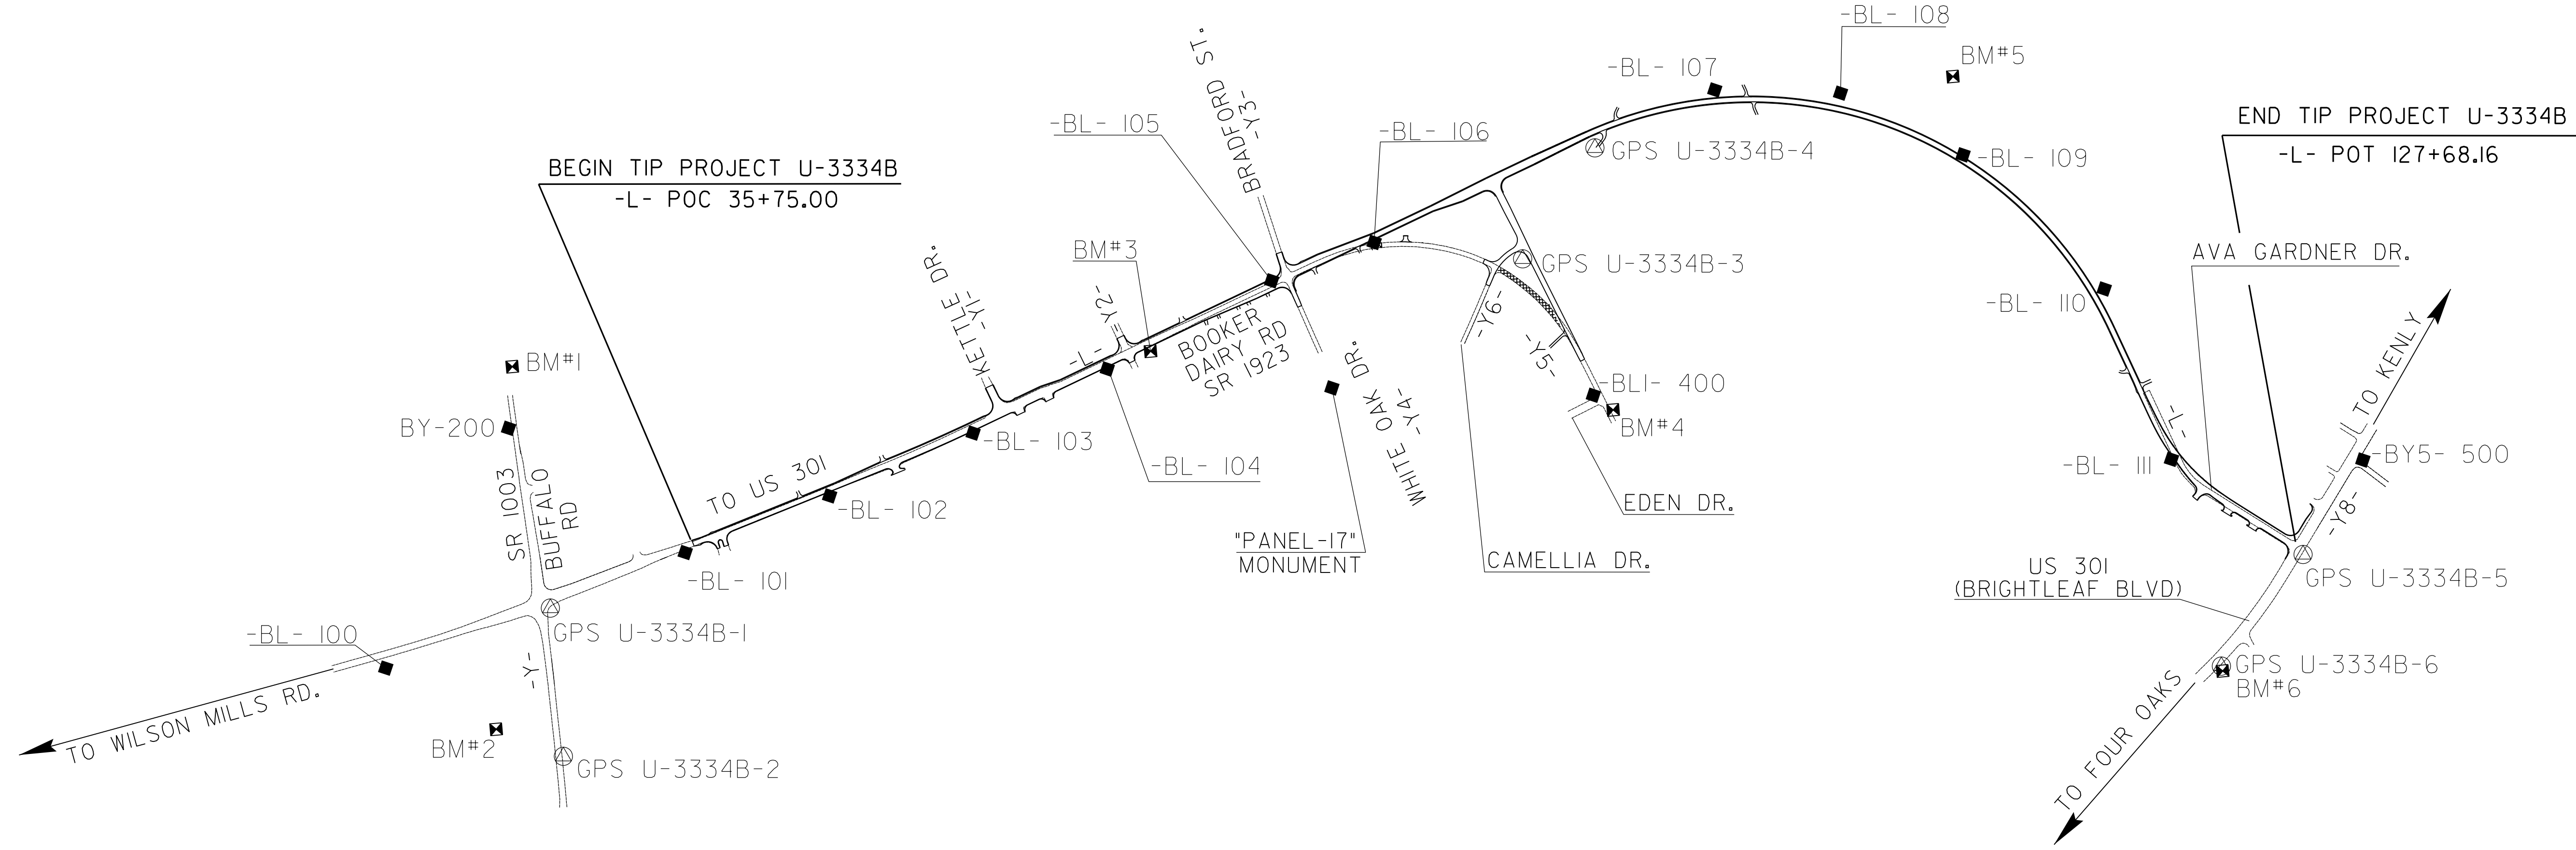 -BL- 108
BM#5
-BL- 107
END TIP PROJECT U-3334B
-L- POT 127+68.16
BRADFORD ST.
-Y3-
-BL- 105
-BL- 106
GPS U-3334B-4
-BL- 109
BEGIN TIP PROJECT U-3334B
-L- POC 35+75.00
BM#3
KETTLE DR.
-Y1-
-Y2-
GPS U-3334B-3
AVA GARDNER DR.
-BL- 110
-Y6-
-Y5-
TO KENLY
BM#1
-L-
BOOKER
DAIRY RD
SR 1923
WHITE OAK DR.
-Y4-
-BL1- 400
BM#4
BY-200
-BL- 103
-BL- 104
-L-
-BL- 111
-BY5- 500
SR 1003
BUFFALO
RD
TO US 301
-BL- 102
EDEN DR.
-Y8-
"PANEL-17"
MONUMENT
CAMELLIA DR.
-BL- 101
US 301
(BRIGHTLEAF BLVD)
GPS U-3334B-5
-BL- 100
GPS U-3334B-1
-Y-
GPS U-3334B-6
BM#6
TO WILSON MILLS RD.
BM#2
GPS U-3334B-2
TO FOUR OAKS